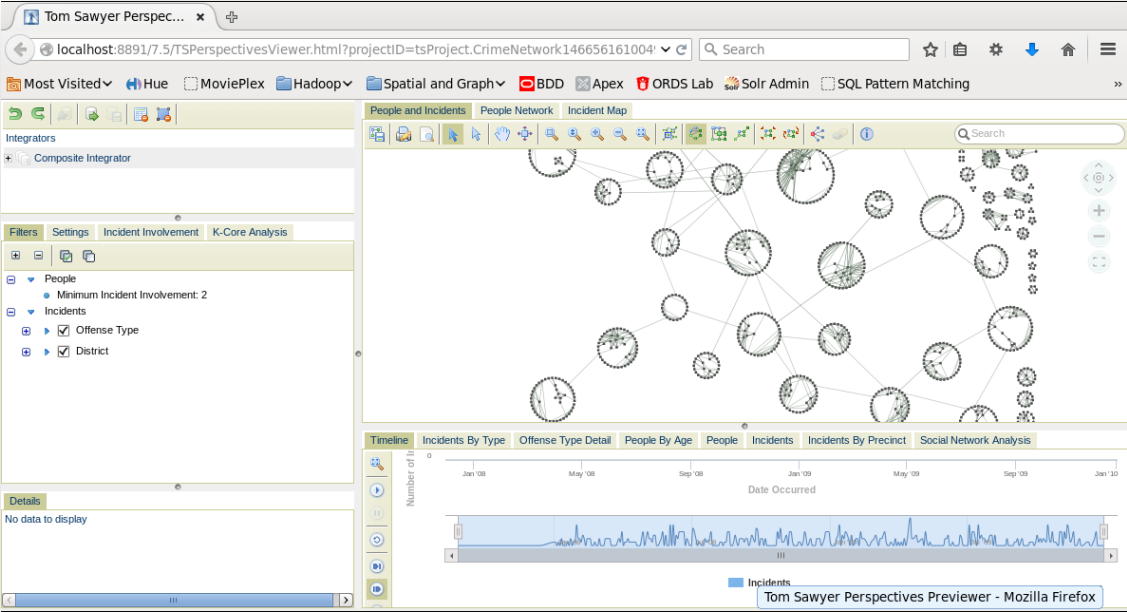 Tom Sawyer Perspec...
localhost:8891/7.5/TSPerspectivesViewer.html?projectID=tsProject.CrimeNetwork1466561610049
Search
Most Visited Hue MoviePlex Hadoop Spatial and Graph BDD Apex ORDS Lab Solr Admin SQL Pattern Matching »
People and Incidents People Network Incident Map
Search
Integrators
Composite Integrator
Filters Settings Incident Involvement K-Core Analysis
People
Minimum Incident Involvement: 2
Incidents
Offense Type
District
Timeline Incidents By Type Offense Type Detail People By Age People Incidents Incidents By Precinct Social Network Analysis
Number of In
0
Jan '08 May '08 Sep '08 Jan '09 May '09 Sep '09 Jan '10
Date Occurred
Details
No data to display
Incidents
Tom Sawyer Perspectives Previewer - Mozilla Firefox